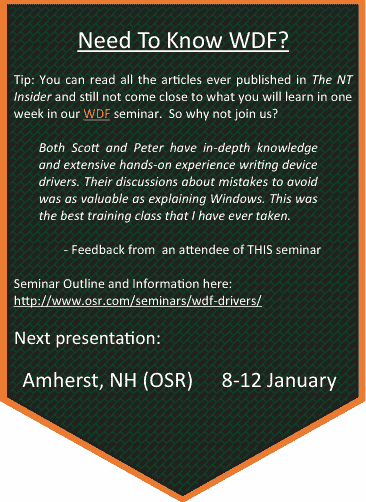 Need To Know WDF?
Tip: You can read all the articles ever published in The NT
Insider and still not come close to what you will learn in one
week in our WDF seminar.  So why not join us?
Both Scott and Peter have in-depth knowledge
and extensive hands-on experience writing device
drivers. Their discussions about mistakes to avoid
was as valuable as explaining Windows. This was
the best training class that I have ever taken.
- Feedback from  an attendee of THIS seminar
Seminar Outline and Information here:
http://www.osr.com/seminars/wdf-drivers/
Next presentation:
Amherst, NH (OSR)     8-12 January